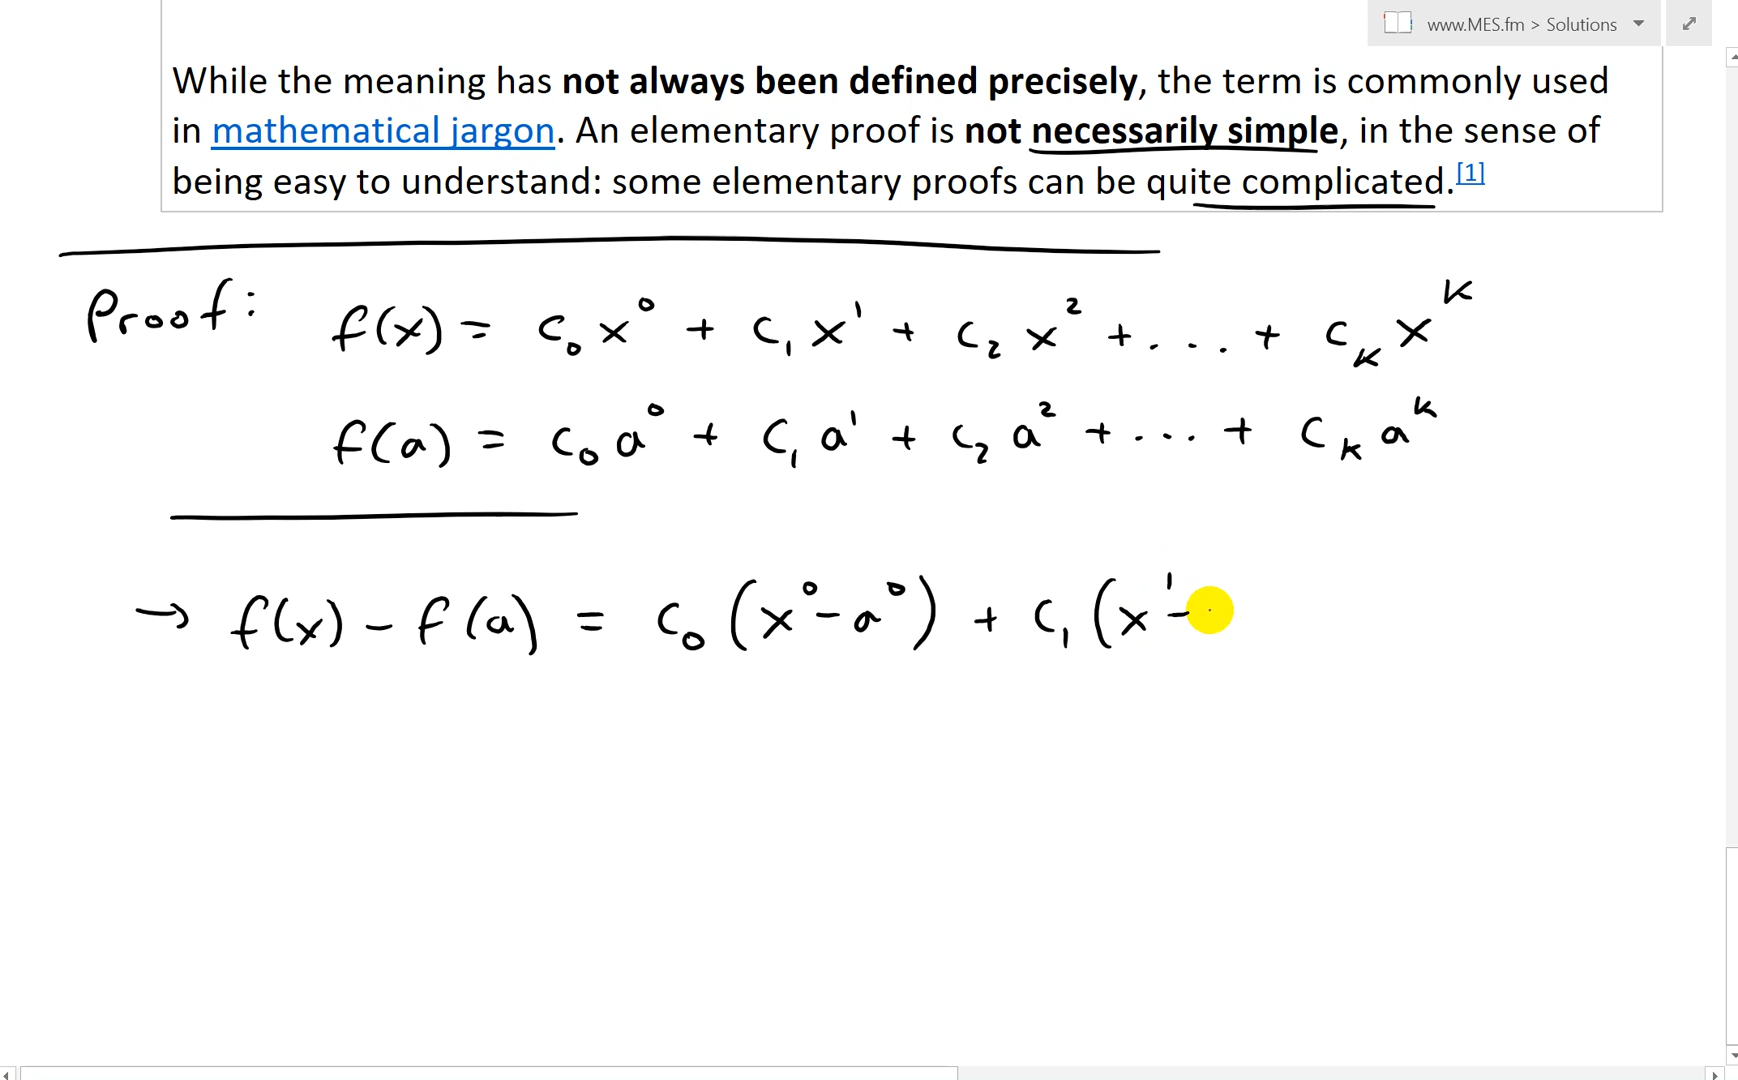 www.MES.fm > Solutions
While the meaning has not always been defined precisely, the term is commonly used
in mathematical jargon. An elementary proof is not necessarily simple, in the sense of
being easy to understand: some elementary proofs can be quite complicated.[1]
Proof: f(x) = c₀x⁰ + c₁x¹ + c₂x² + ... + cₖxᵏ
f(a) = c₀a⁰ + c₁a¹ + c₂a² + ... + cₖaᵏ
→ f(x) - f(a) = c₀(x⁰ - a⁰) + c₁(x¹ -